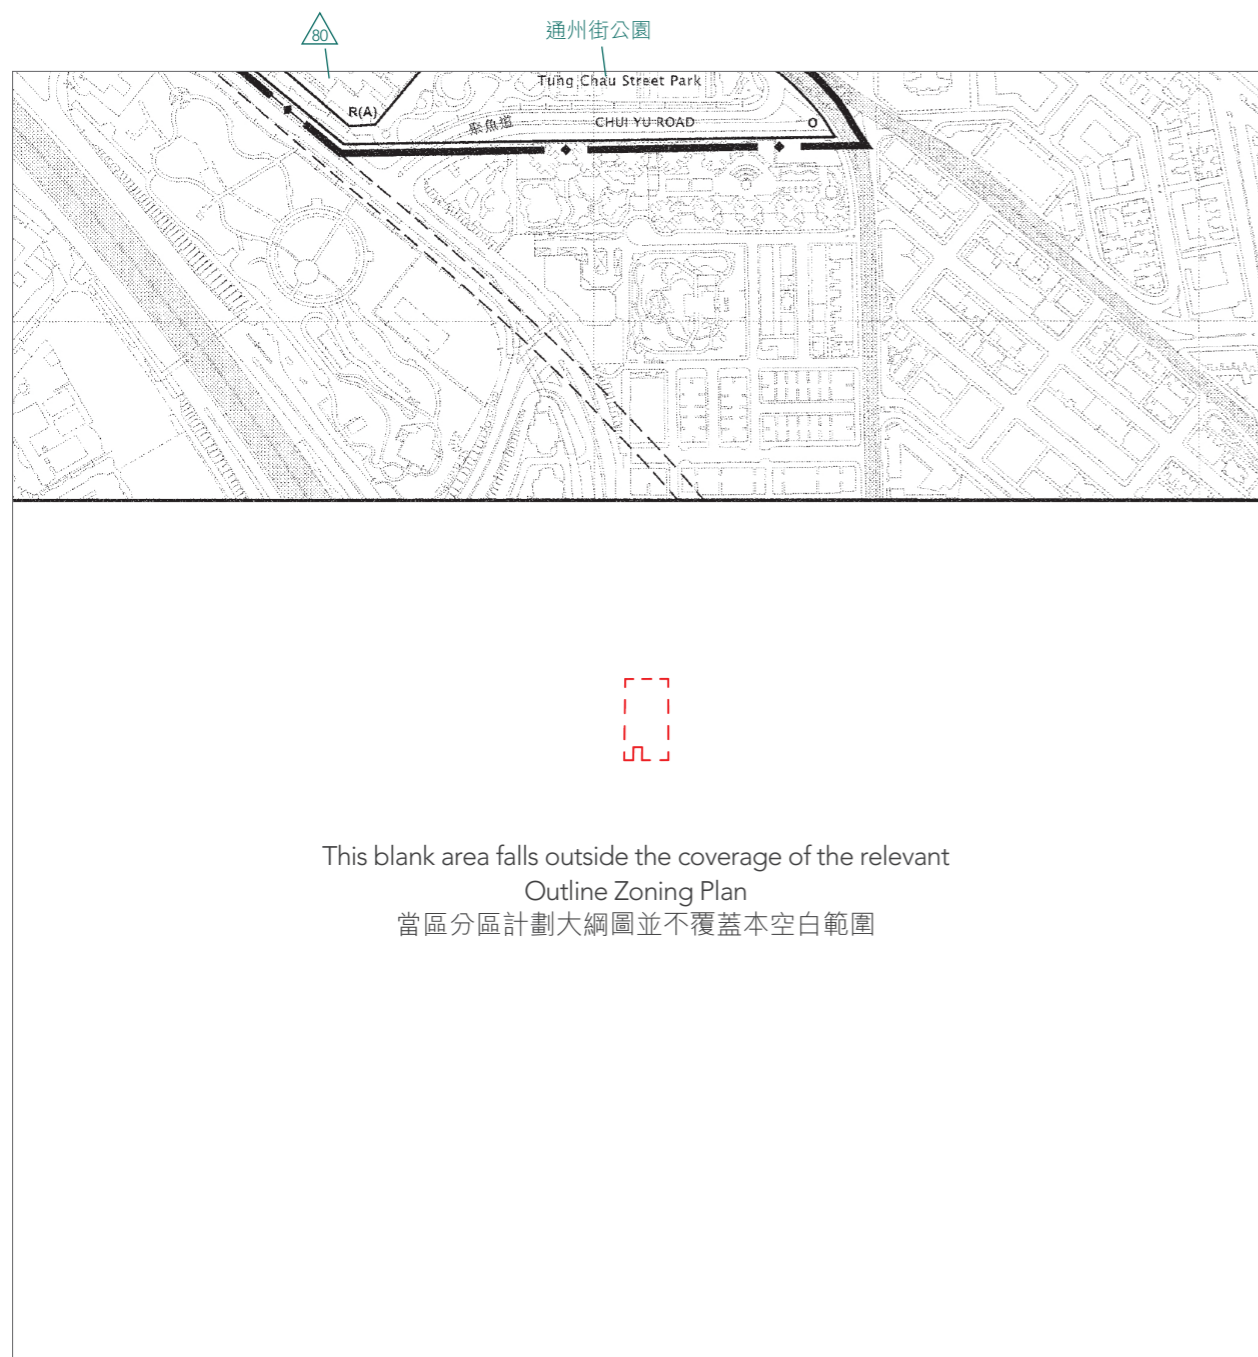 80
通州街公園
Tung Chau Street Park
R(A)
聚魚道
CHUI YU ROAD
O
This blank area falls outside the coverage of the relevant
Outline Zoning Plan
當區分區計劃大綱圖並不覆蓋本空白範圍